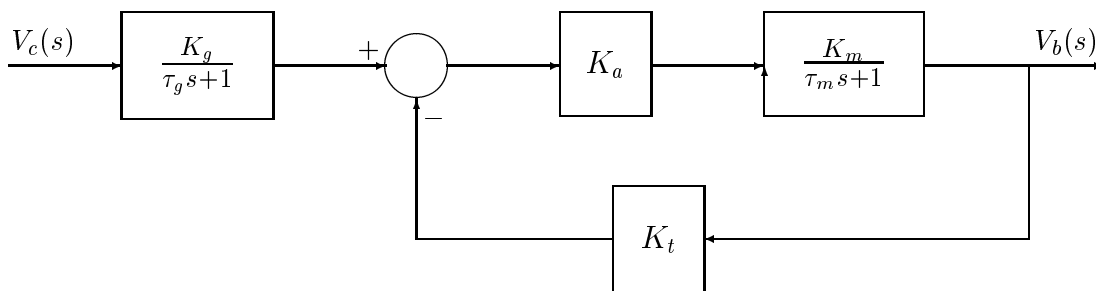 V_c(s)
K_g
τ_g s+1
+
−
K_a
K_m
τ_m s+1
V_b(s)
K_t